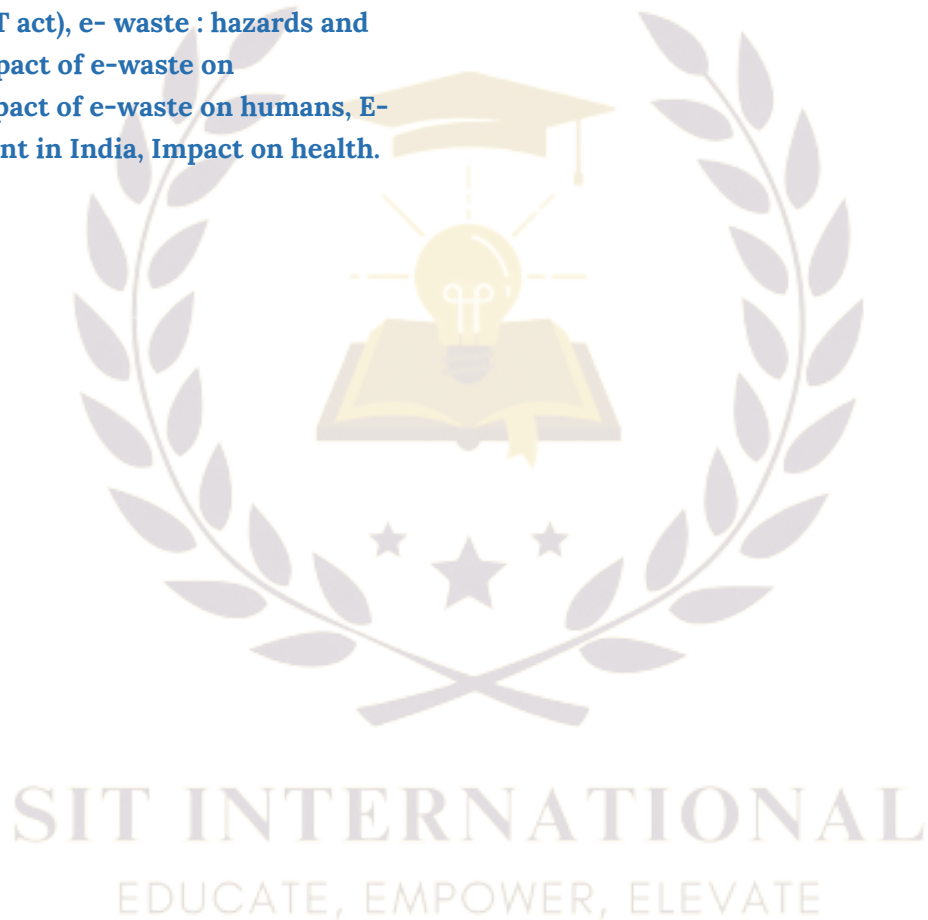 T act), e- waste : hazards and
pact of e-waste on
pact of e-waste on humans, E-
nt in India, Impact on health.
SIT INTERNATIONAL
EDUCATE, EMPOWER, ELEVATE